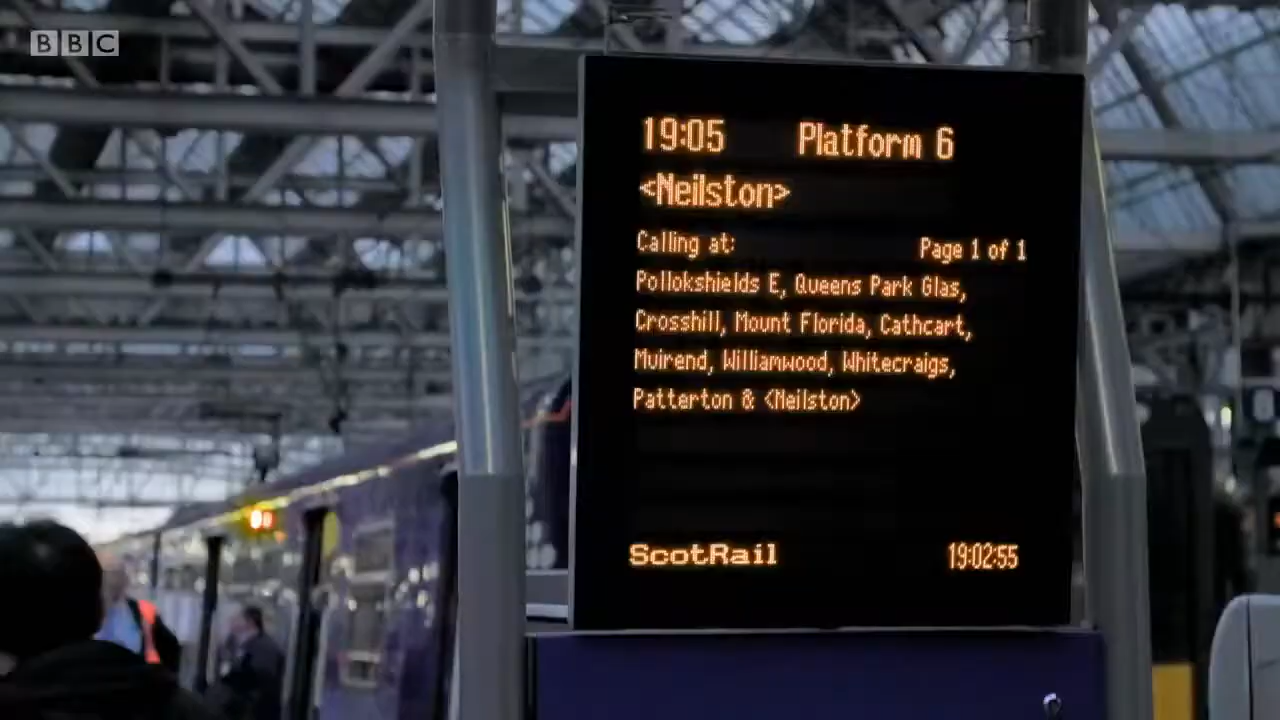 BBC
19:05 Platform 6
<Neilston>
Calling at: Page 1 of 1
Pollokshields E, Queens Park Glas,
Crosshill, Mount Florida, Cathcart,
Muirend, Williamwood, Whitecraigs,
Patterton & <Neilston>
ScotRail 19:02:55